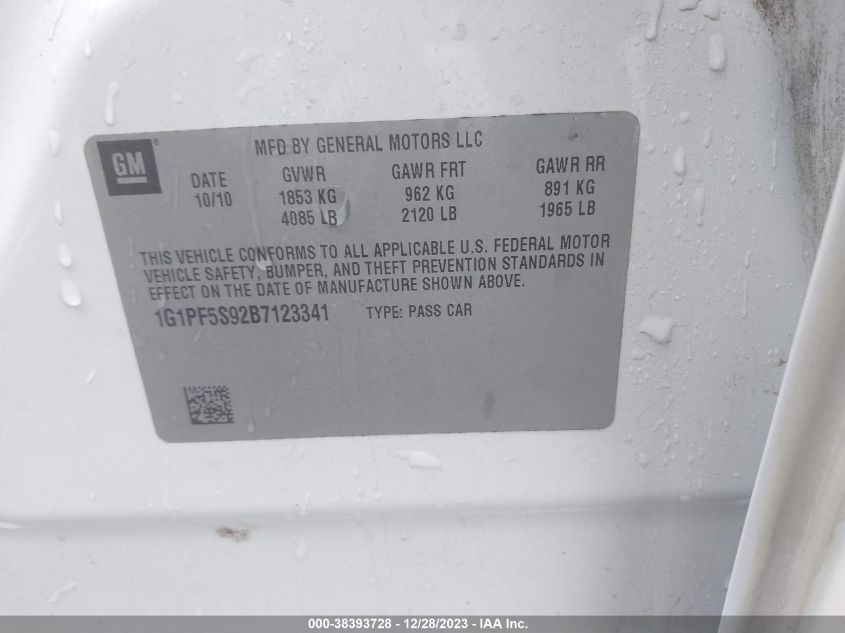 GM
MFD BY GENERAL MOTORS LLC
DATE GVWR GAWR FRT GAWR RR
10/10 1853 KG 962 KG 891 KG
4085 LB 2120 LB 1965 LB
THIS VEHICLE CONFORMS TO ALL APPLICABLE U.S. FEDERAL MOTOR
VEHICLE SAFETY, BUMPER, AND THEFT PREVENTION STANDARDS IN
EFFECT ON THE DATE OF MANUFACTURE SHOWN ABOVE.
1G1PF5S92B7123341 TYPE: PASS CAR
000-38393728 - 12/28/2023 - IAA Inc.